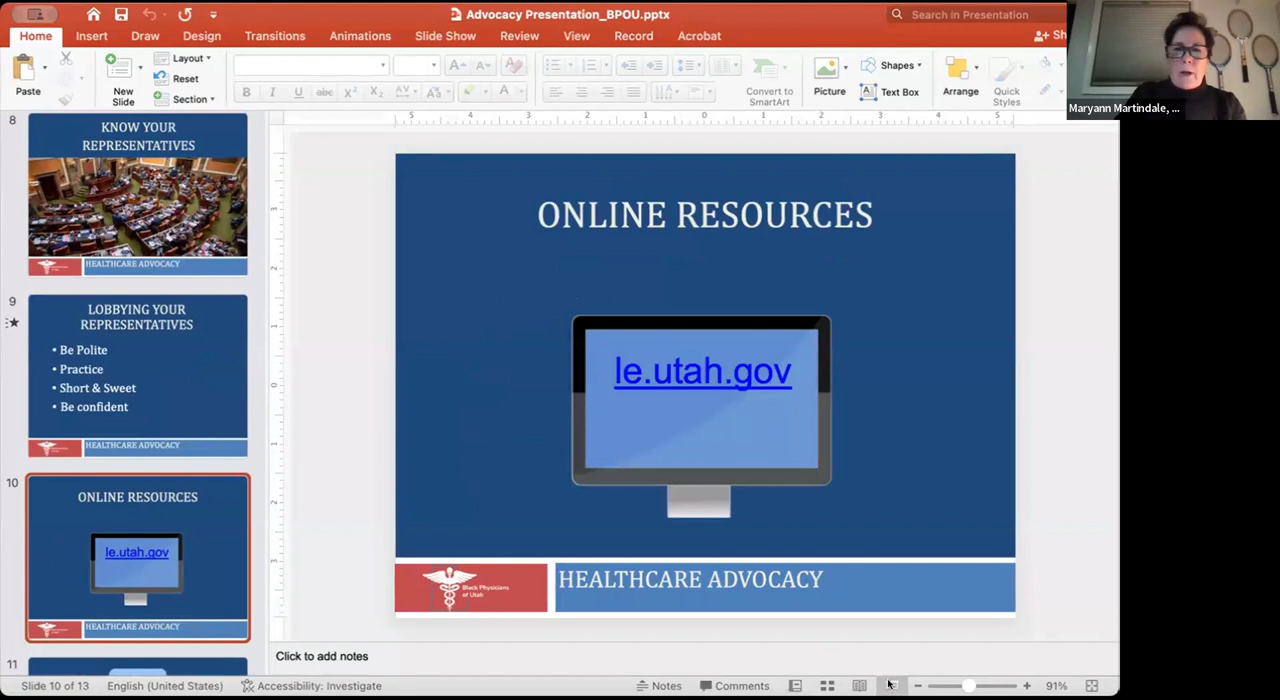 Advocacy Presentation_BPOU.pptx
Search in Presentation
Home Insert Draw Design Transitions Animations Slide Show Review View Record Acrobat Sh
Paste
New
Slide
Layout
Reset
Section
Convert to
SmartArt
Picture
Shapes
Text Box
Arrange
Quick
Styles
Maryann Martindale, ...
8
KNOW YOUR
REPRESENTATIVES
HEALTHCARE ADVOCACY
9
LOBBYING YOUR
REPRESENTATIVES
• Be Polite
• Practice
• Short & Sweet
• Be confident
HEALTHCARE ADVOCACY
10
ONLINE RESOURCES
le.utah.gov
HEALTHCARE ADVOCACY
11
ONLINE RESOURCES
le.utah.gov
Black Physicians
of Utah
HEALTHCARE ADVOCACY
Click to add notes
Slide 10 of 13 English (United States) Accessibility: Investigate Notes Comments 91%